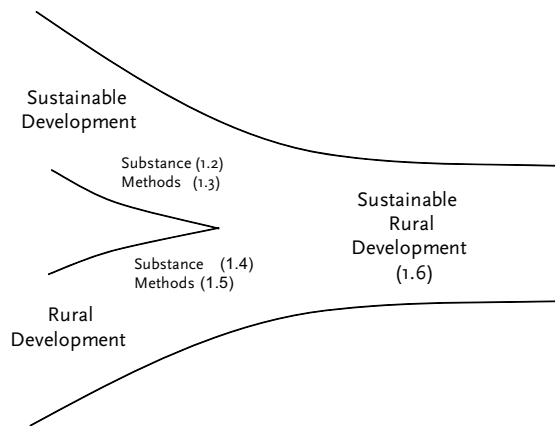 Sustainable
Development
Substance (1.2)
Methods (1.3)
Sustainable
Rural
Development
(1.6)
Substance (1.4)
Methods (1.5)
Rural
Development